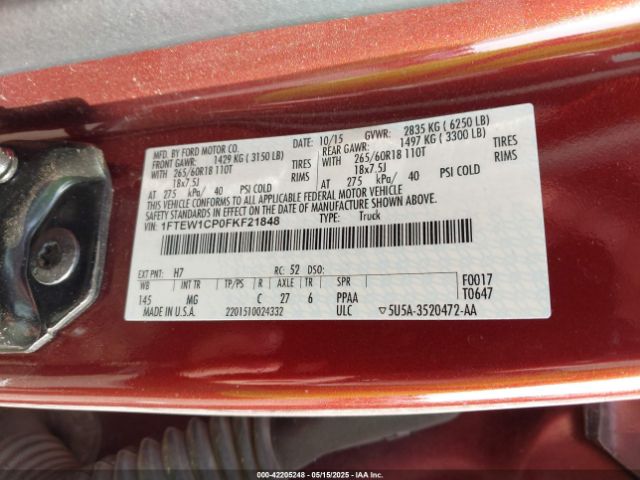 MFD. BY FORD MOTOR CO. 10/15 GVWR: 2835 KG ( 6250 LB)
FRONT GAWR: 1429 KG ( 3150 LB) REAR GAWR: 1497 KG ( 3300 LB)
WITH 265/60R18 110T TIRES WITH 265/60R18 110T TIRES
18x7.5J RIMS 18x7.5J RIMS
AT 275 kPa/ 40 PSI COLD AT 275 kPa/ 40 PSI COLD
THIS VEHICLE CONFORMS TO ALL APPLICABLE FEDERAL MOTOR VEHICLE
SAFETY STANDARDS IN EFFECT ON THE DATE OF MANUFACTURE SHOWN ABOVE.
VIN: 1FTEW1CP0FKF21848 TYPE: Truck
EXT PNT: H7 RC: 52 DSO: F0017
WB INT TR TP/PS R AXLE TR SPR T0647
145 MG C 27 6 PPAA
MADE IN U.S.A. 2201510024332 ULC ▽5U5A-3520472-AA
000-42205248 - 05/15/2025 - IAAI, Inc.